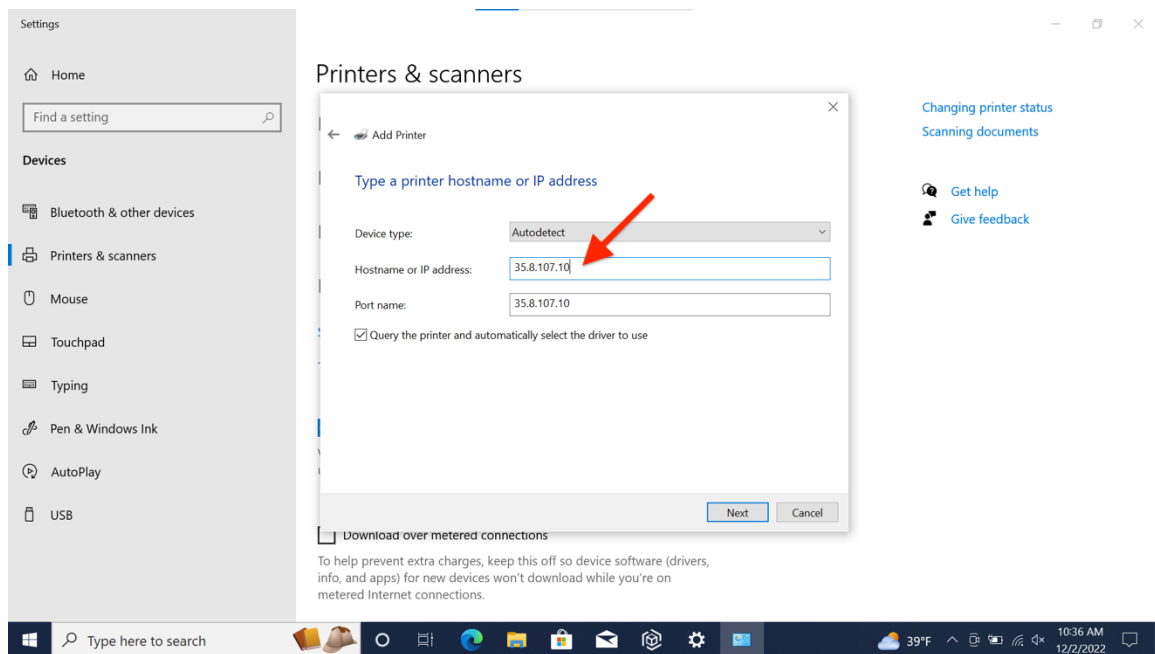 Settings
Home
Find a setting
Devices
Bluetooth & other devices
Printers & scanners
Mouse
Touchpad
Typing
Pen & Windows Ink
AutoPlay
USB
Printers & scanners
Add Printer
Type a printer hostname or IP address
Device type: Autodetect
Hostname or IP address: 35.8.107.10
Port name: 35.8.107.10
Query the printer and automatically select the driver to use
Next Cancel
Download over metered connections
To help prevent extra charges, keep this off so device software (drivers,
info, and apps) for new devices won't download while you're on
metered Internet connections.
Changing printer status
Scanning documents
Get help
Give feedback
Type here to search
39°F
10:36 AM
12/2/2022